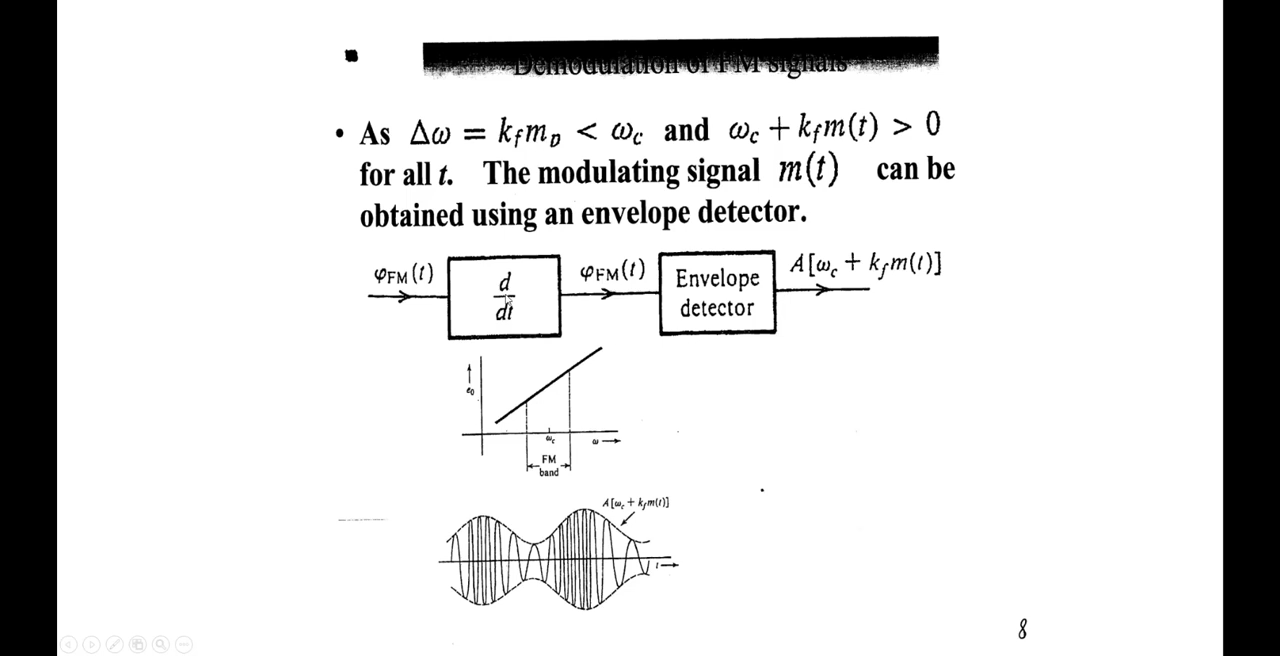 Demodulation of FM signals
• As Δω = k_f m_p < ω_c and ω_c + k_f m(t) > 0
for all t. The modulating signal m(t) can be
obtained using an envelope detector.
φ_FM(t) d/dt φ_FM(t) Envelope detector A[ω_c + k_f m(t)]
e_0
ω_c ω
FM
band
A[ω_c + k_f m(t)]
t
8